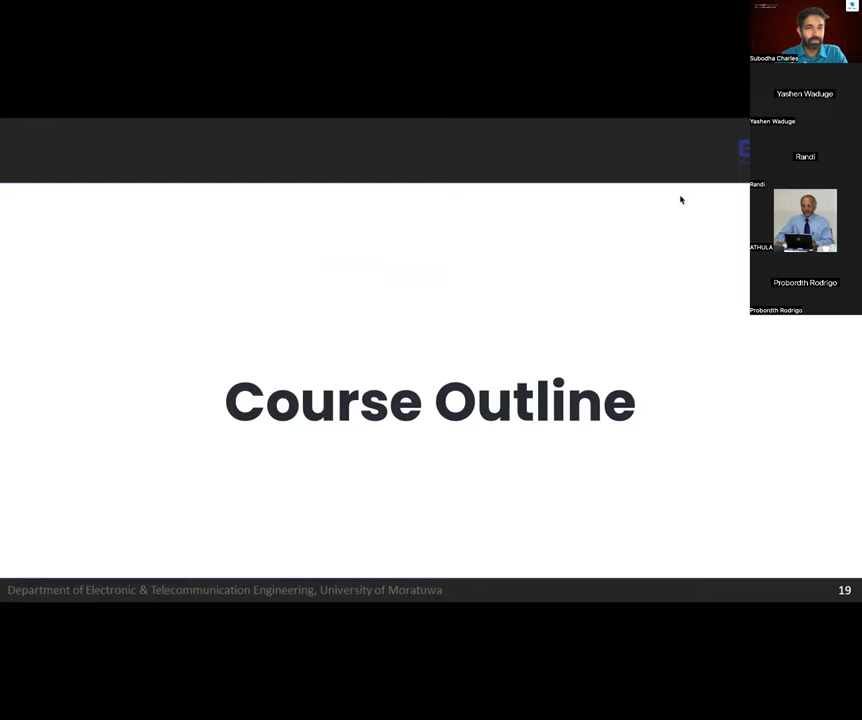 Subodha Charles
Yashen Waduge
Yashen Waduge
Randi
Randi
ATHULA
Probordth Rodrigo
Probordth Rodrigo
Course Outline
Department of Electronic & Telecommunication Engineering, University of Moratuwa
19